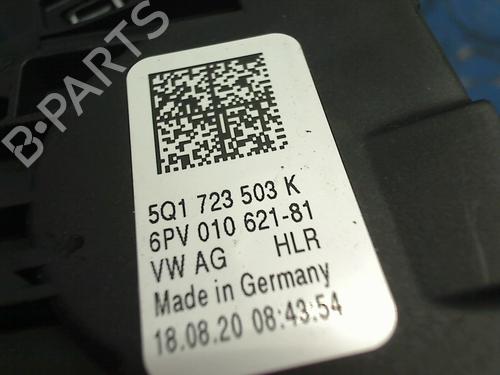 B-PARTS
5Q1 723 503 K
6PV 010 621-81
VW AG HLR
Made in Germany
18.08.20 08:43:54